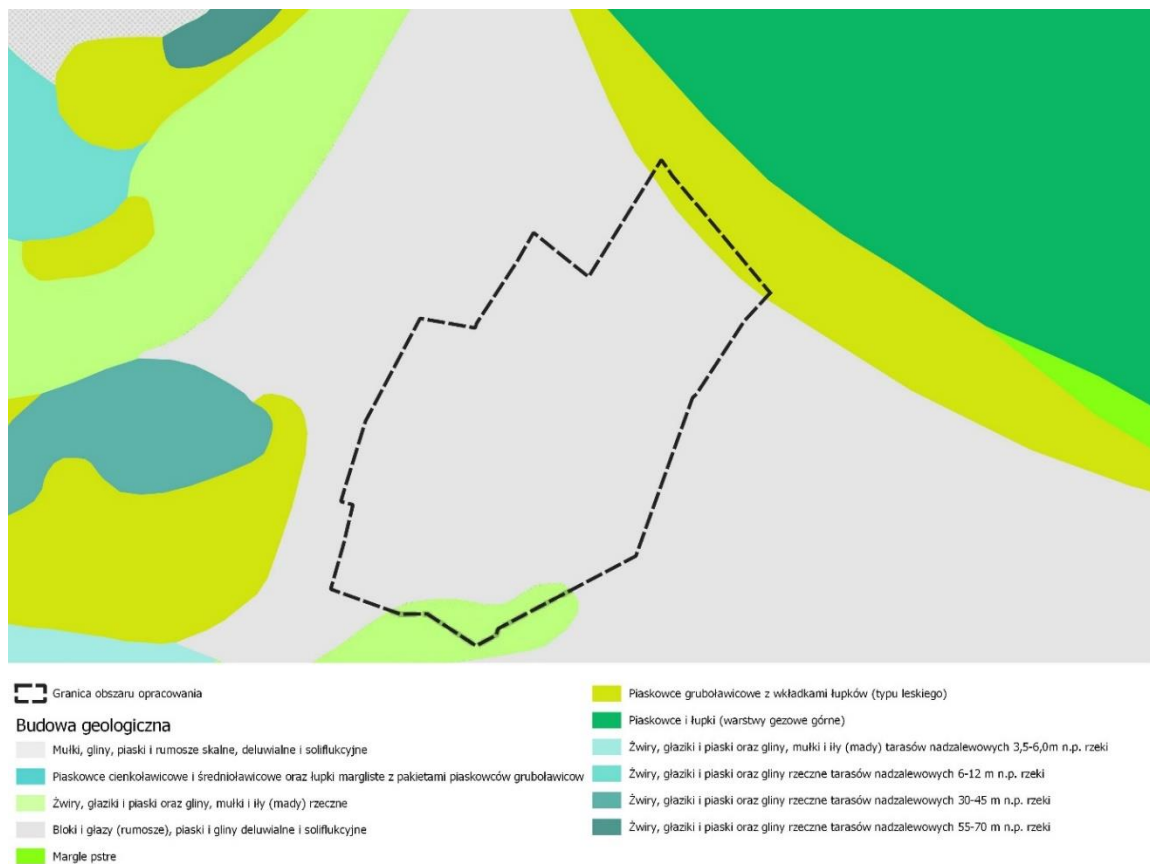 Granica obszaru opracowania
Budowa geologiczna
Mułki, gliny, piaski i rumosze skalne, deluwialne i soliflukcyjne
Piaskowce cienkoławicowe i średnioławicowe oraz łupki margliste z pakietami piaskowców gruboławicow
Żwiry, głaziki i piaski oraz gliny, mułki i iły (mady) rzeczne
Bloki i głazy (rumosze), piaski i gliny deluwialne i soliflukcyjne
Margle pstre
Piaskowce gruboławicowe z wkładkami łupków (typu leskiego)
Piaskowce i łupki (warstwy gezowe górne)
Żwiry, głaziki i piaski oraz gliny, mułki i iły (mady) tarasów nadzalewowych 3,5-6,0m n.p. rzeki
Żwiry, głaziki i piaski oraz gliny rzeczne tarasów nadzalewowych 6-12 m n.p. rzeki
Żwiry, głaziki i piaski oraz gliny rzeczne tarasów nadzalewowych 30-45 m n.p. rzeki
Żwiry, głaziki i piaski oraz gliny rzeczne tarasów nadzalewowych 55-70 m n.p. rzeki